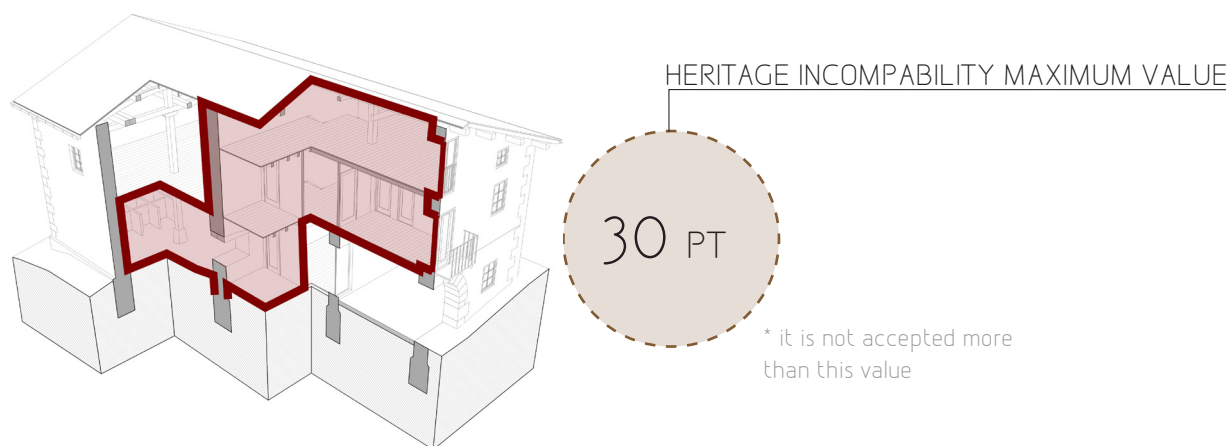 HERITAGE INCOMPABILITY MAXIMUM VALUE
30 PT
* it is not accepted more
than this value